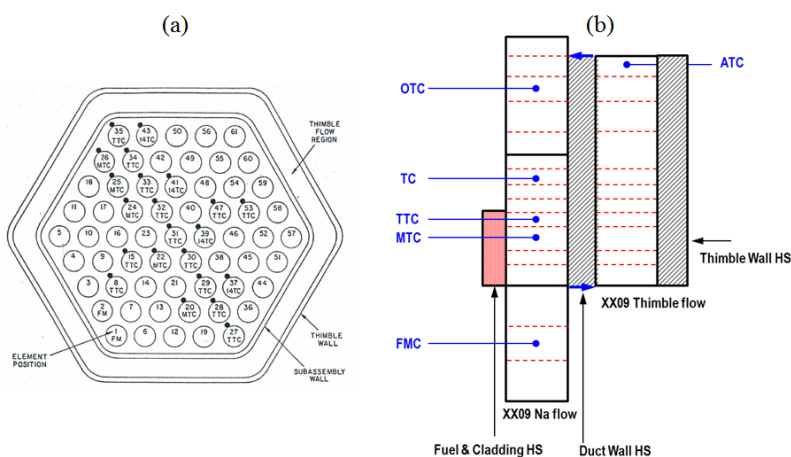 (a)
35 TTC 43 14TC 50 56 61
26 MTC 34 TTC 42 49 55 60
18 25 MTC 33 TTC 41 14TC 48 54 59
11 17 24 MTC 32 TTC 40 47 TTC 53 TTC 58
5 10 16 23 31 TTC 39 14TC 46 52 57
4 9 15 TTC 22 MTC 30 TTC 38 45 51
3 8 TTC 14 21 29 TTC 37 14TC 44
2 FM 7 13 20 MTC 28 TTC 36
1 FM 6 12 19 27 TTC
THIMBLE
FLOW
REGION
THIMBLE
WALL
SUBASSEMBLY
WALL
ELEMENT
POSITION
(b)
OTC
ATC
TC
TTC
MTC
FMC
Thimble Wall HS
XX09 Thimble flow
XX09 Na flow
Fuel & Cladding HS
Duct Wall HS